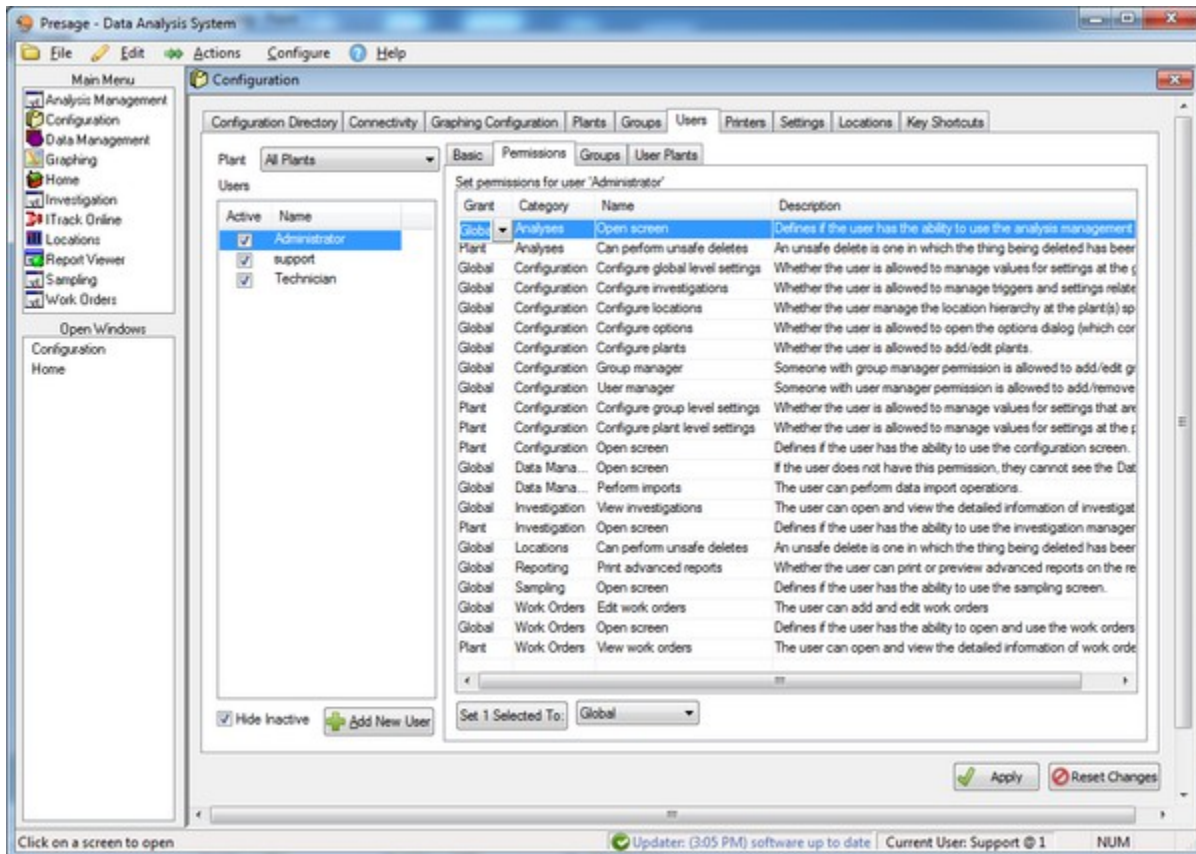 Presage - Data Analysis System
File Edit Actions Configure Help
Main Menu
Analysis Management
Configuration
Data Management
Graphing
Home
Investigation
ITrack Online
Locations
Report Viewer
Sampling
Work Orders
Open Windows
Configuration
Home
Configuration
Configuration Directory Connectivity Graphing Configuration Plants Groups Users Printers Settings Locations Key Shortcuts
Plant All Plants
Users
Active Name
Administrator
support
Technician
Hide Inactive Add New User
Basic Permissions Groups User Plants
Set permissions for user 'Administrator'
Grant Category Name Description
Globa Analyses Open screen Defines if the user has the ability to use the analysis management
Plant Analyses Can perform unsafe deletes An unsafe delete is one in which the thing being deleted has been
Global Configuration Configure global level settings Whether the user is allowed to manage values for settings at the g
Global Configuration Configure investigations Whether the user is allowed to manage triggers and settings relate
Global Configuration Configure locations Whether the user manage the location hierarchy at the plant(s) sp
Global Configuration Configure options Whether the user is allowed to open the options dialog (which con
Global Configuration Configure plants Whether the user is allowed to add/edit plants.
Global Configuration Group manager Someone with group manager permission is allowed to add/edit gr
Global Configuration User manager Someone with user manager permission is allowed to add/remove
Plant Configuration Configure group level settings Whether the user is allowed to manage values for settings that are
Plant Configuration Configure plant level settings Whether the user is allowed to manage values for settings at the p
Plant Configuration Open screen Defines if the user has the ability to use the configuration screen.
Global Data Mana... Open screen If the user does not have this permission, they cannot see the Dat
Global Data Mana... Perform imports The user can perform data import operations.
Global Investigation View investigations The user can open and view the detailed information of investigat
Plant Investigation Open screen Defines if the user has the ability to use the investigation manager
Global Locations Can perform unsafe deletes An unsafe delete is one in which the thing being deleted has been
Global Reporting Print advanced reports Whether the user can print or preview advanced reports on the re
Global Sampling Open screen Defines if the user has the ability to use the sampling screen.
Global Work Orders Edit work orders The user can add and edit work orders
Global Work Orders Open screen Defines if the user has the ability to open and use the work orders
Plant Work Orders View work orders The user can open and view the detailed information of work orde
Set 1 Selected To: Global
Apply Reset Changes
Click on a screen to open Updater: (3:05 PM) software up to date Current User: Support @ 1 NUM